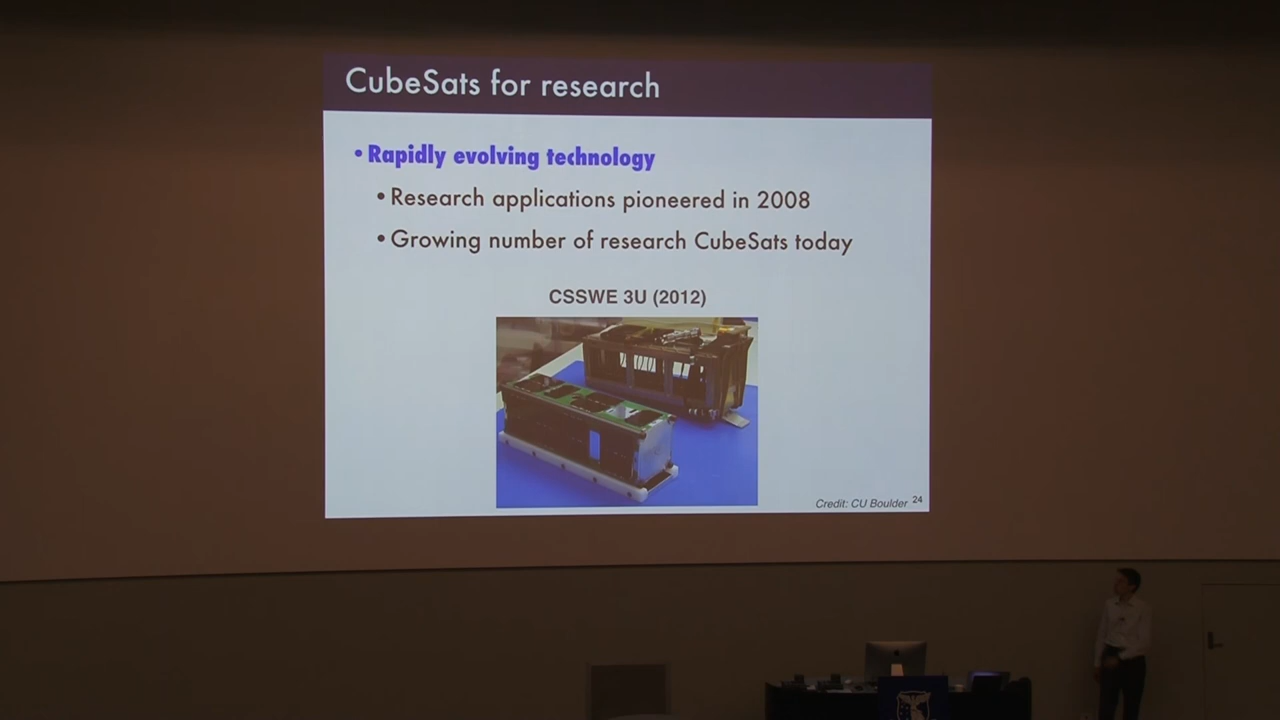 CubeSats for research
• Rapidly evolving technology
• Research applications pioneered in 2008
• Growing number of research CubeSats today
CSSWE 3U (2012)
Credit: CU Boulder 24